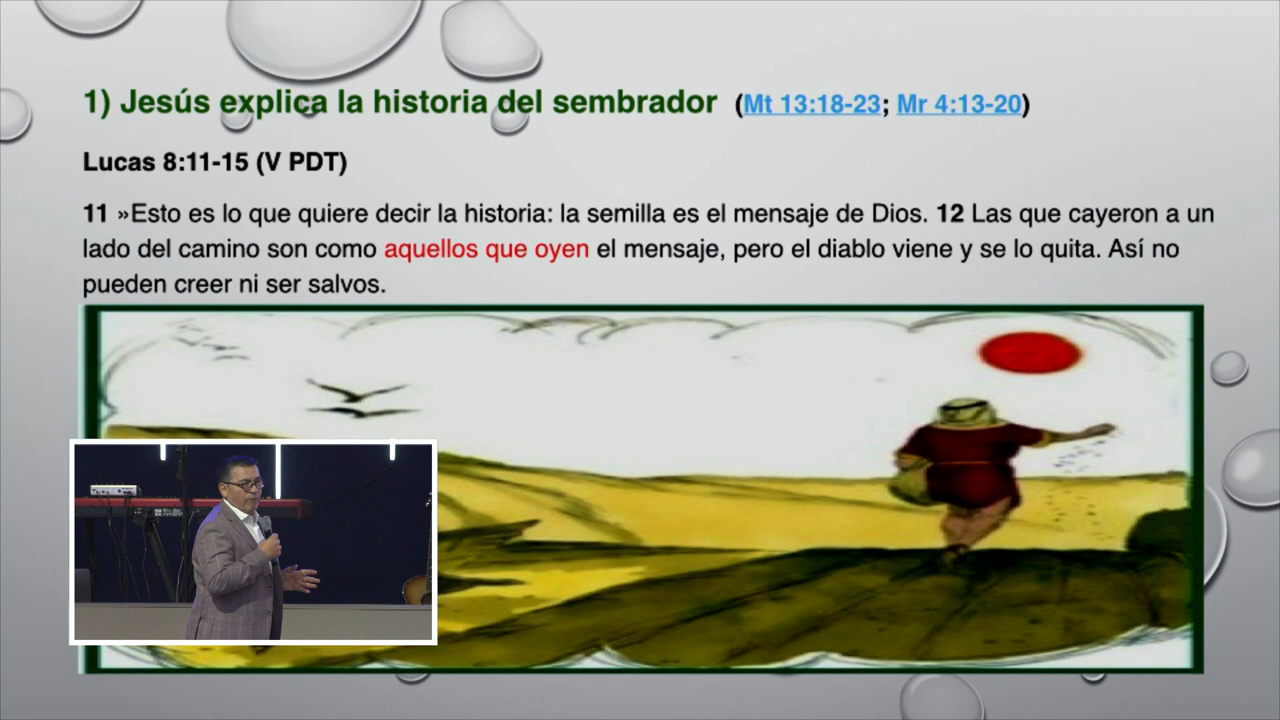 1) Jesús explica la historia del sembrador (Mt 13:18-23; Mr 4:13-20)
Lucas 8:11-15 (V PDT)
11 »Esto es lo que quiere decir la historia: la semilla es el mensaje de Dios. 12 Las que cayeron a un
lado del camino son como aquellos que oyen el mensaje, pero el diablo viene y se lo quita. Así no
pueden creer ni ser salvos.